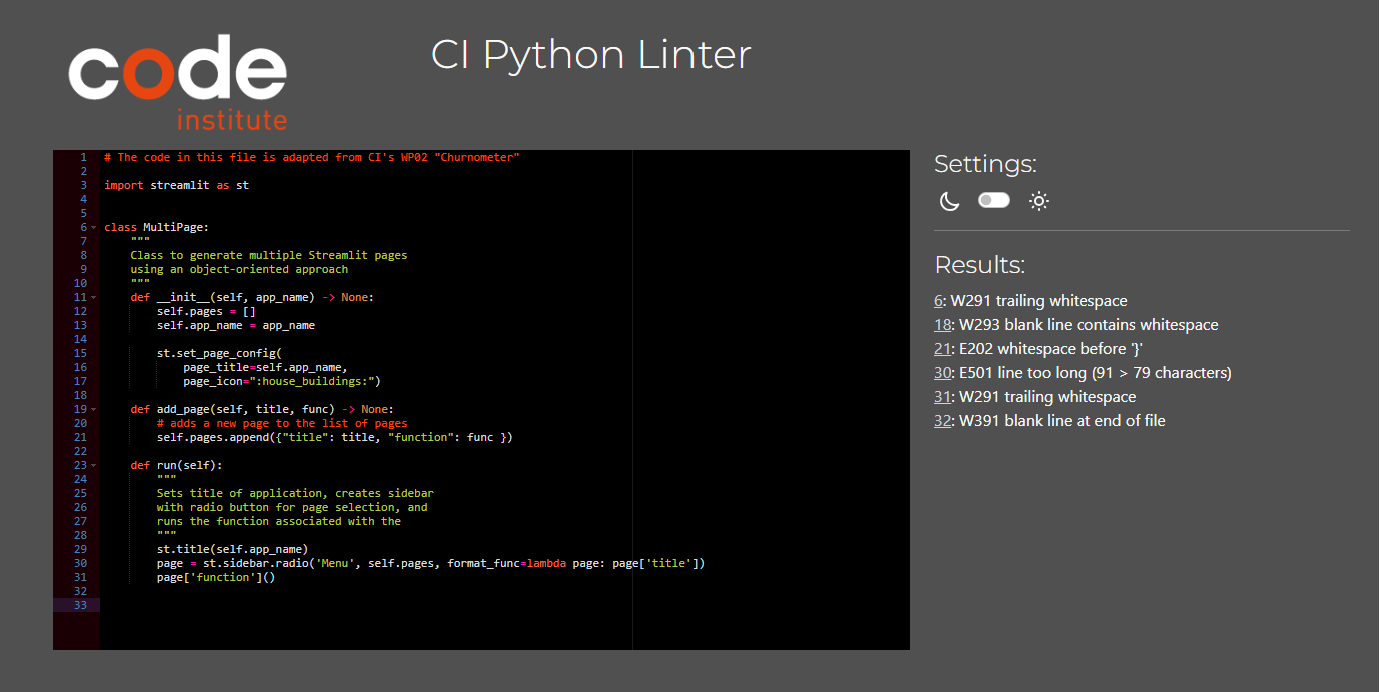 code
institute
CI Python Linter
1 # The code in this file is adapted from CI's WP02 "Churnometer"
2
3 import streamlit as st
4
5
6 class MultiPage:
7     """
8     Class to generate multiple Streamlit pages
9     using an object-oriented approach
10     """
11     def __init__(self, app_name) -> None:
12         self.pages = []
13         self.app_name = app_name
14
15         st.set_page_config(
16             page_title=self.app_name,
17             page_icon=":house_buildings:")
18
19     def add_page(self, title, func) -> None:
20         # adds a new page to the list of pages
21         self.pages.append({"title": title, "function": func })
22
23     def run(self):
24         """
25         Sets title of application, creates sidebar
26         with radio button for page selection, and
27         runs the function associated with the
28         """
29         st.title(self.app_name)
30         page = st.sidebar.radio('Menu', self.pages, format_func=lambda page: page['title'])
31         page['function']()
32
33
Settings:
Results:
6: W291 trailing whitespace
18: W293 blank line contains whitespace
21: E202 whitespace before '}'
30: E501 line too long (91 > 79 characters)
31: W291 trailing whitespace
32: W391 blank line at end of file